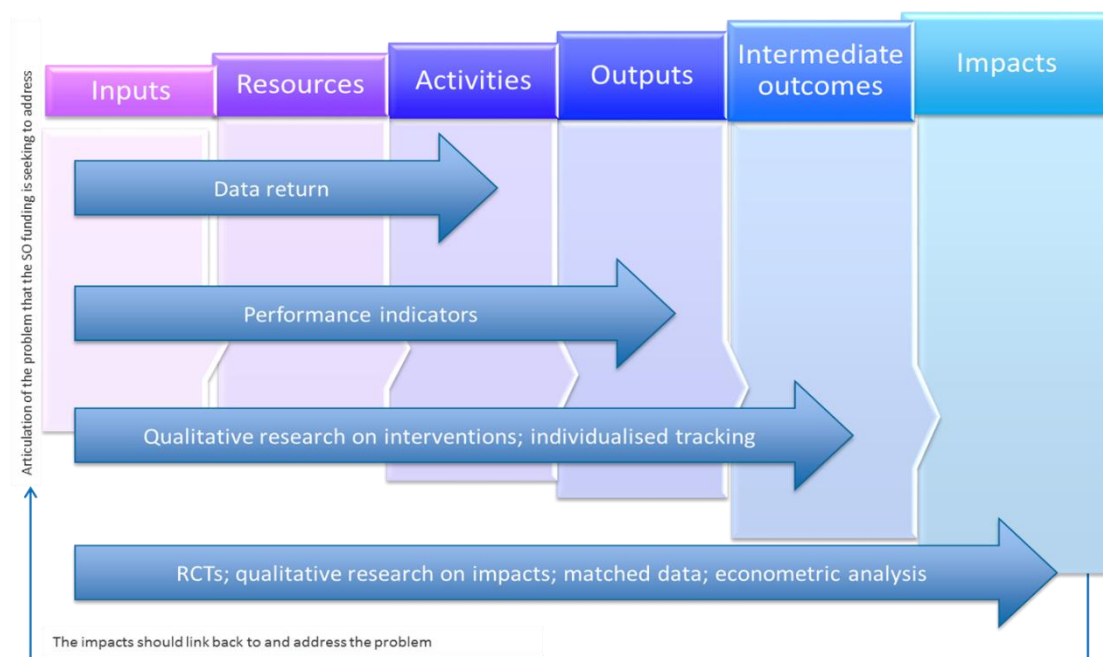 Articulation of the problem that the SO funding is seeking to address
Inputs
Resources
Activities
Outputs
Intermediate
outcomes
Impacts
Data return
Performance indicators
Qualitative research on interventions; individualised tracking
RCTs; qualitative research on impacts; matched data; econometric analysis
The impacts should link back to and address the problem